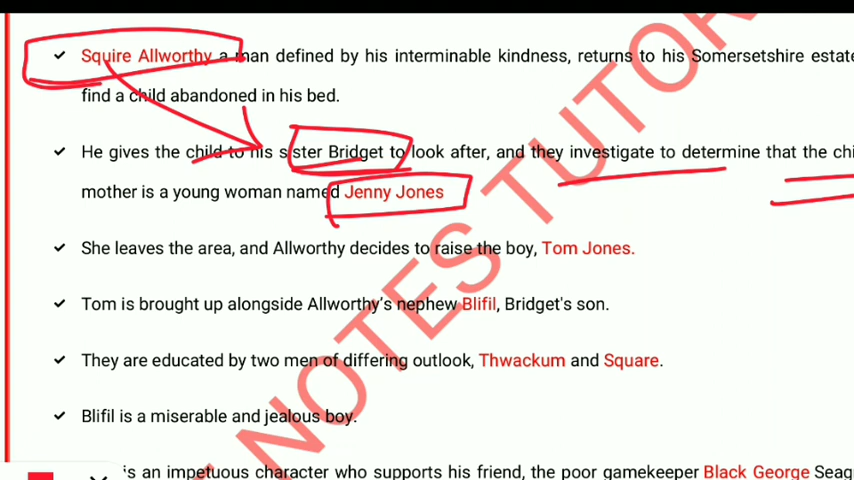 Squire Allworthy a man defined by his interminable kindness, returns to his Somersetshire estate
find a child abandoned in his bed.
He gives the child to his sister Bridget to look after, and they investigate to determine that the
mother is a young woman named Jenny Jones
She leaves the area, and Allworthy decides to raise the boy, Tom Jones.
Tom is brought up alongside Allworthy's nephew Blifil, Bridget's son.
They are educated by two men of differing outlook, Thwackum and Square.
Blifil is a miserable and jealous boy.
is an impetuous character who supports his friend, the poor gamekeeper Black George
NOTES TUTOR